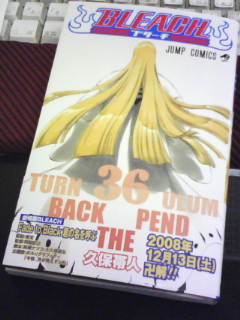 BLEACH
ブリーチ
JUMP COMICS
TURN 36 ULUM
BACK PEND
THE
久保帯人
劇場版BLEACH
Fade to Black 君の名を呼ぶ
2008年
12月13日(土)
卍解!!